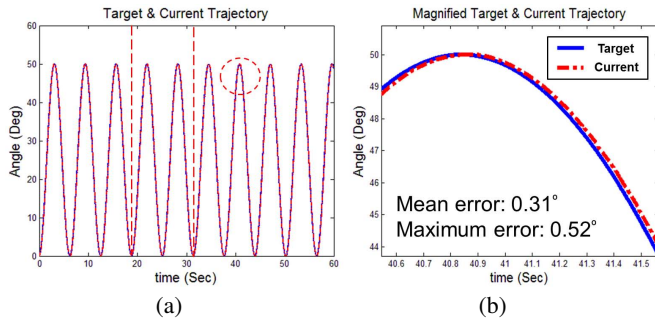 Target & Current Trajectory
60
50
40
30
20
10
0
Angle (Deg)
0 10 20 30 40 50 60
time (Sec)
(a)
Magnified Target & Current Trajectory
Target
Current
50
49
48
47
46
45
44
Angle (Deg)
Mean error: 0.31°
Maximum error: 0.52°
40.6 40.7 40.8 40.9 41 41.1 41.2 41.3 41.4 41.5
time (Sec)
(b)